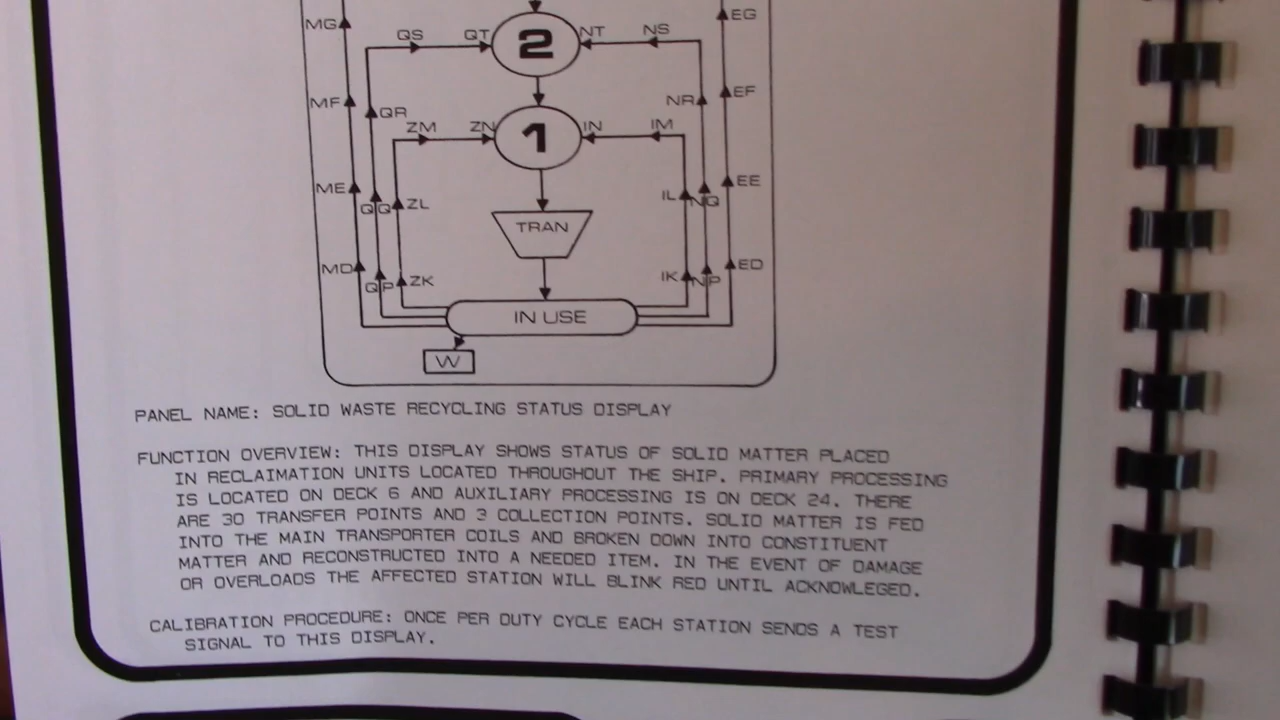 MG
EG
QS
QT
2
NT
NS
MF
QR
NR
EF
ZM
ZN
1
IN
IM
ME
QQ
ZL
IL
NQ
EE
TRAN
MD
QP
ZK
IK
NP
ED
IN USE
W
PANEL NAME: SOLID WASTE RECYCLING STATUS DISPLAY
FUNCTION OVERVIEW: THIS DISPLAY SHOWS STATUS OF SOLID MATTER PLACED
IN RECLAIMATION UNITS LOCATED THROUGHOUT THE SHIP. PRIMARY PROCESSING
IS LOCATED ON DECK 6 AND AUXILIARY PROCESSING IS ON DECK 24. THERE
ARE 30 TRANSFER POINTS AND 3 COLLECTION POINTS. SOLID MATTER IS FED
INTO THE MAIN TRANSPORTER COILS AND BROKEN DOWN INTO CONSTITUENT
MATTER AND RECONSTRUCTED INTO A NEEDED ITEM. IN THE EVENT OF DAMAGE
OR OVERLOADS THE AFFECTED STATION WILL BLINK RED UNTIL ACKNOWLEGED.
CALIBRATION PROCEDURE: ONCE PER DUTY CYCLE EACH STATION SENDS A TEST
SIGNAL TO THIS DISPLAY.